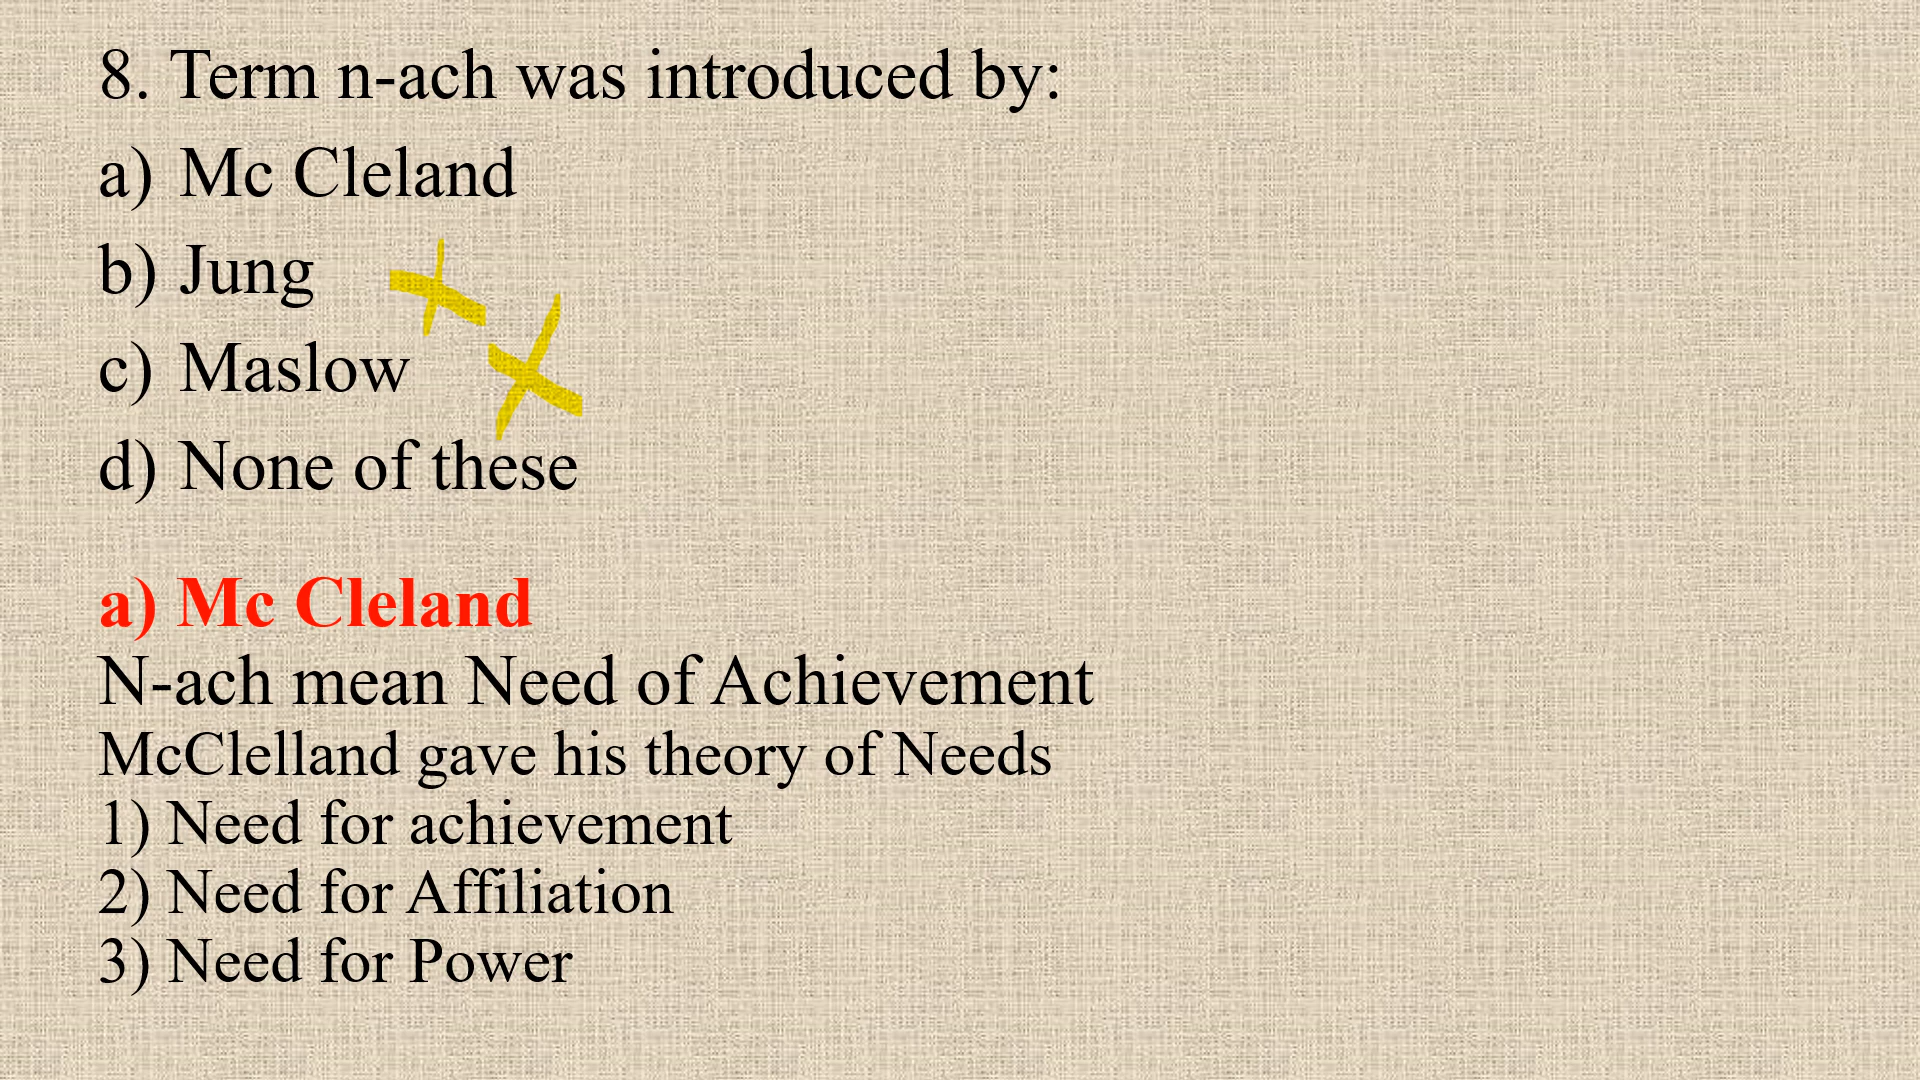 8. Term n-ach was introduced by:
a) Mc Cleland
b) Jung
c) Maslow
d) None of these
a) Mc Cleland
N-ach mean Need of Achievement
McClelland gave his theory of Needs
1) Need for achievement
2) Need for Affiliation
3) Need for Power